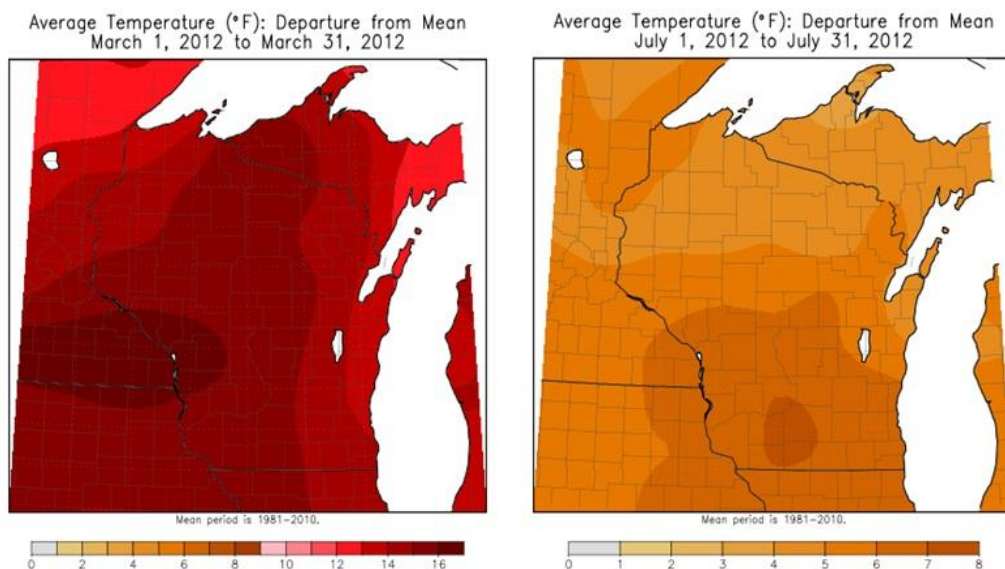 Average Temperature (°F): Departure from Mean
March 1, 2012 to March 31, 2012
Mean period is 1981-2010.
0 2 4 6 8 10 12 14 16
Average Temperature (°F): Departure from Mean
July 1, 2012 to July 31, 2012
Mean period is 1981-2010.
0 1 2 3 4 5 6 7 8